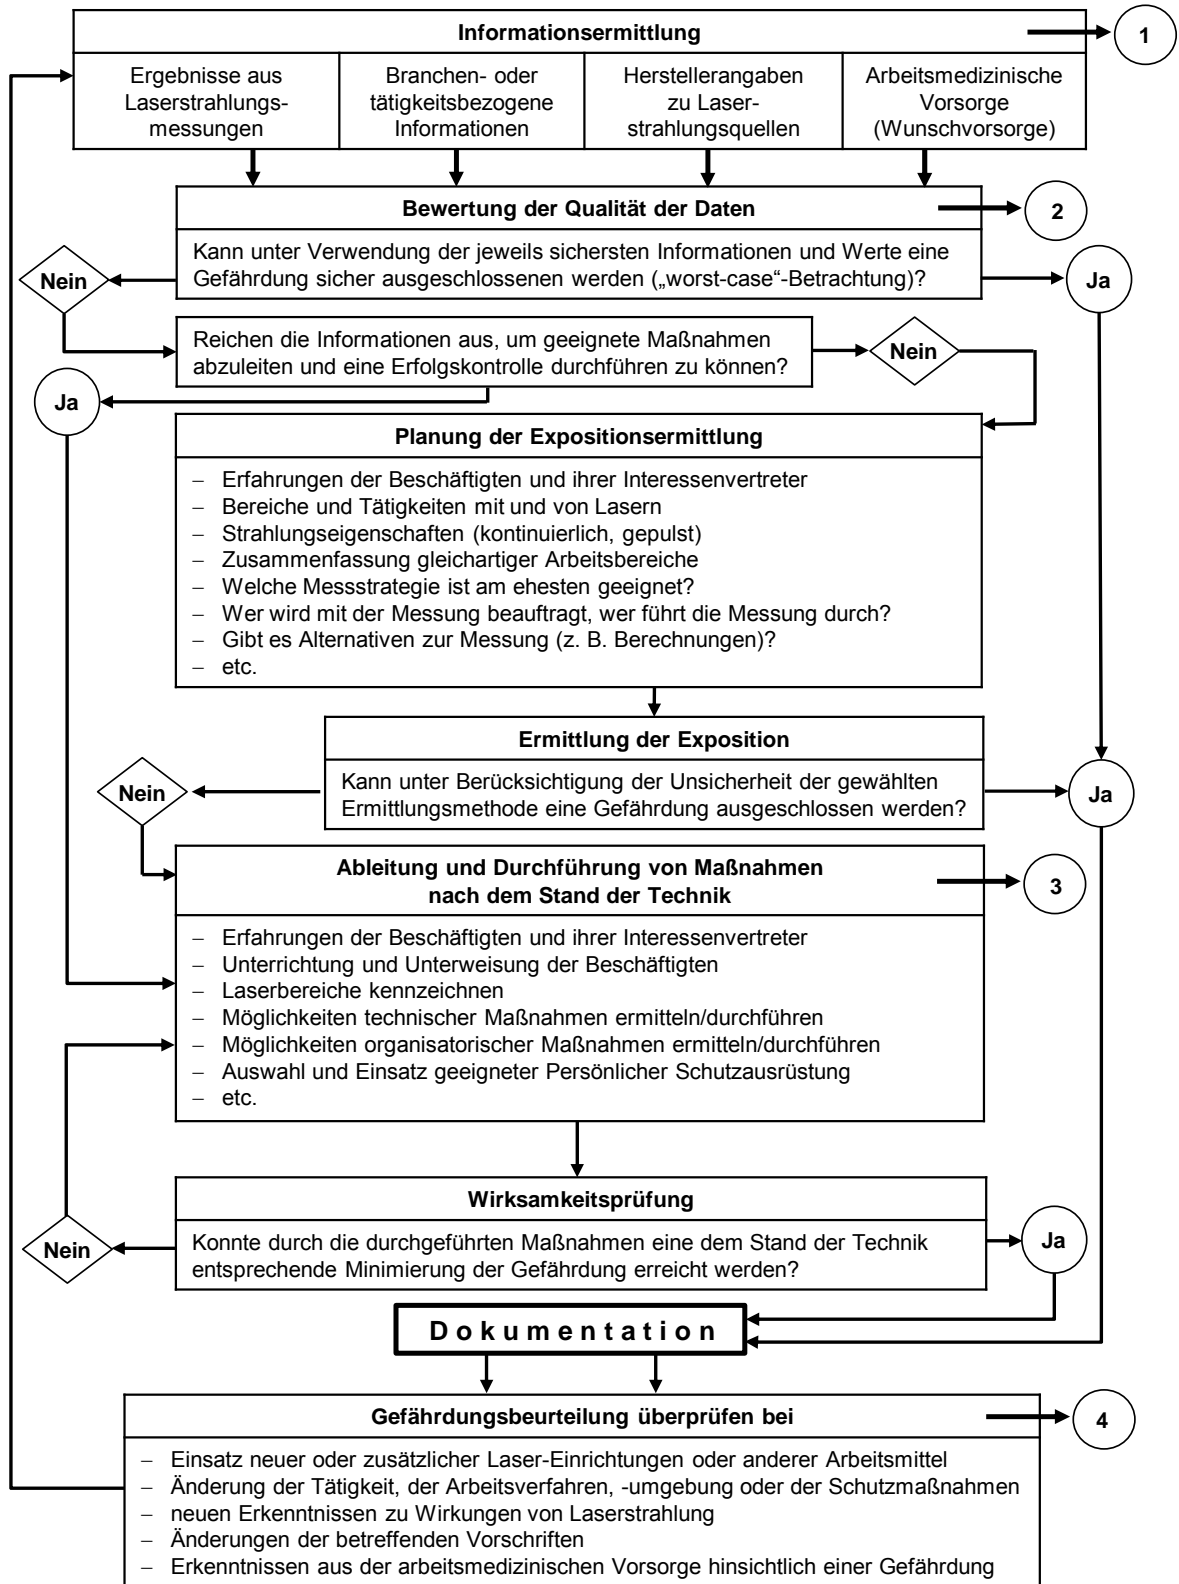 Informationsermittlung
1
Ergebnisse aus
Laserstrahlungs-
messungen
Branchen- oder
tätigkeitsbezogene
Informationen
Herstellerangaben
zu Laser-
strahlungsquellen
Arbeitsmedizinische
Vorsorge
(Wunschvorsorge)
Bewertung der Qualität der Daten
2
Kann unter Verwendung der jeweils sichersten Informationen und Werte eine
Gefährdung sicher ausgeschlossenen werden („worst-case“-Betrachtung)?
Nein
Ja
Reichen die Informationen aus, um geeignete Maßnahmen
abzuleiten und eine Erfolgskontrolle durchführen zu können?
Nein
Ja
Planung der Expositionsermittlung
– Erfahrungen der Beschäftigten und ihrer Interessenvertreter
– Bereiche und Tätigkeiten mit und von Lasern
– Strahlungseigenschaften (kontinuierlich, gepulst)
– Zusammenfassung gleichartiger Arbeitsbereiche
– Welche Messstrategie ist am ehesten geeignet?
– Wer wird mit der Messung beauftragt, wer führt die Messung durch?
– Gibt es Alternativen zur Messung (z. B. Berechnungen)?
– etc.
Ermittlung der Exposition
Kann unter Berücksichtigung der Unsicherheit der gewählten
Ermittlungsmethode eine Gefährdung ausgeschlossen werden?
Nein
Ja
Ableitung und Durchführung von Maßnahmen
nach dem Stand der Technik
3
– Erfahrungen der Beschäftigten und ihrer Interessenvertreter
– Unterrichtung und Unterweisung der Beschäftigten
– Laserbereiche kennzeichnen
– Möglichkeiten technischer Maßnahmen ermitteln/durchführen
– Möglichkeiten organisatorischer Maßnahmen ermitteln/durchführen
– Auswahl und Einsatz geeigneter Persönlicher Schutzausrüstung
– etc.
Wirksamkeitsprüfung
Konnte durch die durchgeführten Maßnahmen eine dem Stand der Technik
entsprechende Minimierung der Gefährdung erreicht werden?
Nein
Ja
Dokumentation
Gefährdungsbeurteilung überprüfen bei
4
– Einsatz neuer oder zusätzlicher Laser-Einrichtungen oder anderer Arbeitsmittel
– Änderung der Tätigkeit, der Arbeitsverfahren, -umgebung oder der Schutzmaßnahmen
– neuen Erkenntnissen zu Wirkungen von Laserstrahlung
– Änderungen der betreffenden Vorschriften
– Erkenntnissen aus der arbeitsmedizinischen Vorsorge hinsichtlich einer Gefährdung